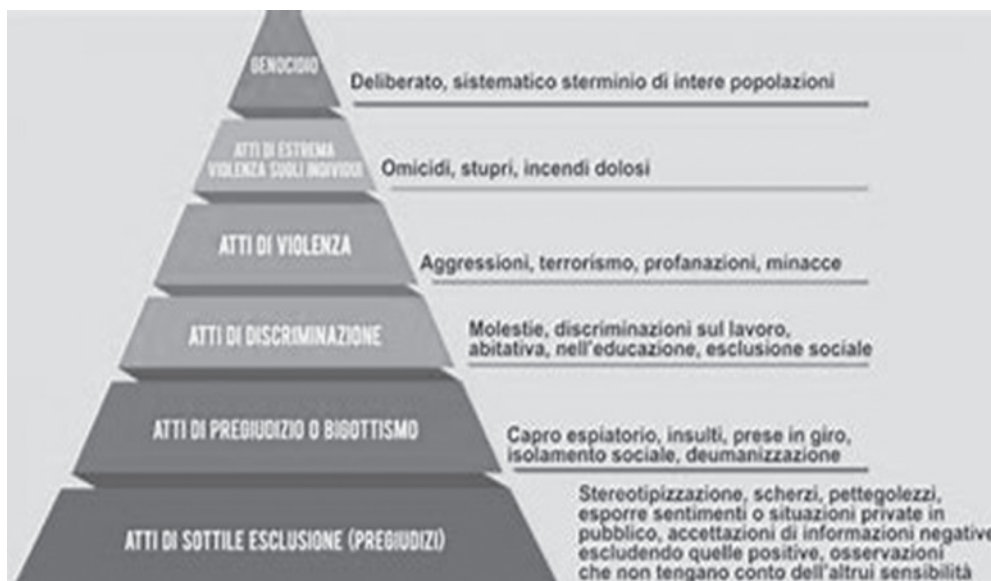 GENOCIDIO
Deliberato, sistematico sterminio di intere popolazioni
ATTI DI ESTREMA
VIOLENZA SUGLI INDIVIDUI
Omicidi, stupri, incendi dolosi
ATTI DI VIOLENZA
Aggressioni, terrorismo, profanazioni, minacce
ATTI DI DISCRIMINAZIONE
Molestie, discriminazioni sul lavoro,
abitativa, nell'educazione, esclusione sociale
ATTI DI PREGIUDIZIO O BIGOTTISMO
Capro espiatorio, insulti, prese in giro,
isolamento sociale, deumanizzazione
ATTI DI SOTTILE ESCLUSIONE (PREGIUDIZI)
Stereotipizzazione, scherzi, pettegolezzi,
esporre sentimenti o situazioni private in
pubblico, accettazioni di informazioni negative
escludendo quelle positive, osservazioni
che non tengano conto dell'altrui sensibilità